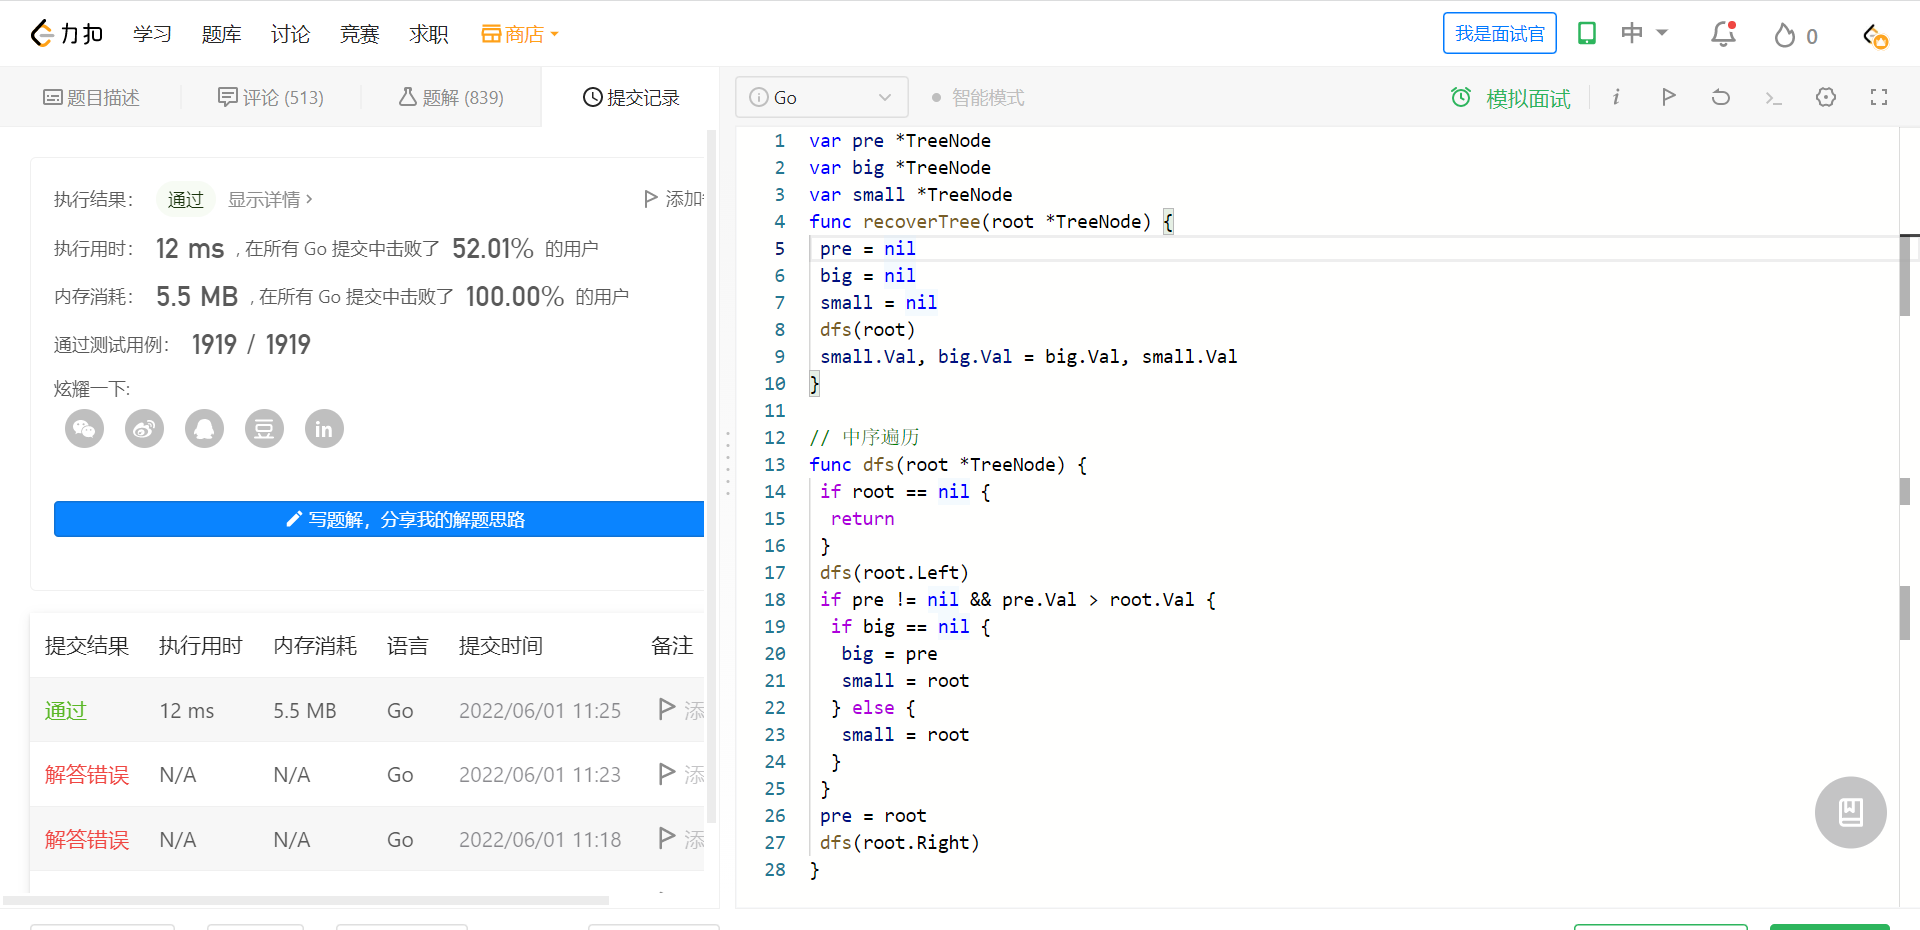 力扣 学习 题库 讨论 竞赛 求职 商店 我是面试官 中 0
题目描述 评论 (513) 题解 (839) 提交记录
执行结果： 通过 显示详情 >
执行用时： 12 ms , 在所有 Go 提交中击败了 52.01% 的用户
内存消耗： 5.5 MB , 在所有 Go 提交中击败了 100.00% 的用户
通过测试用例： 1919 / 1919
炫耀一下:
豆 in
写题解，分享我的解题思路
提交结果 执行用时 内存消耗 语言 提交时间 备注
通过 12 ms 5.5 MB Go 2022/06/01 11:25 添
解答错误 N/A N/A Go 2022/06/01 11:23 添
解答错误 N/A N/A Go 2022/06/01 11:18 添
添加
Go 智能模式 模拟面试 i
1 var pre *TreeNode
2 var big *TreeNode
3 var small *TreeNode
4 func recoverTree(root *TreeNode) {
5 pre = nil
6 big = nil
7 small = nil
8 dfs(root)
9 small.Val, big.Val = big.Val, small.Val
10 }
11
12 // 中序遍历
13 func dfs(root *TreeNode) {
14 if root == nil {
15 return
16 }
17 dfs(root.Left)
18 if pre != nil && pre.Val > root.Val {
19 if big == nil {
20 big = pre
21 small = root
22 } else {
23 small = root
24 }
25 }
26 pre = root
27 dfs(root.Right)
28 }